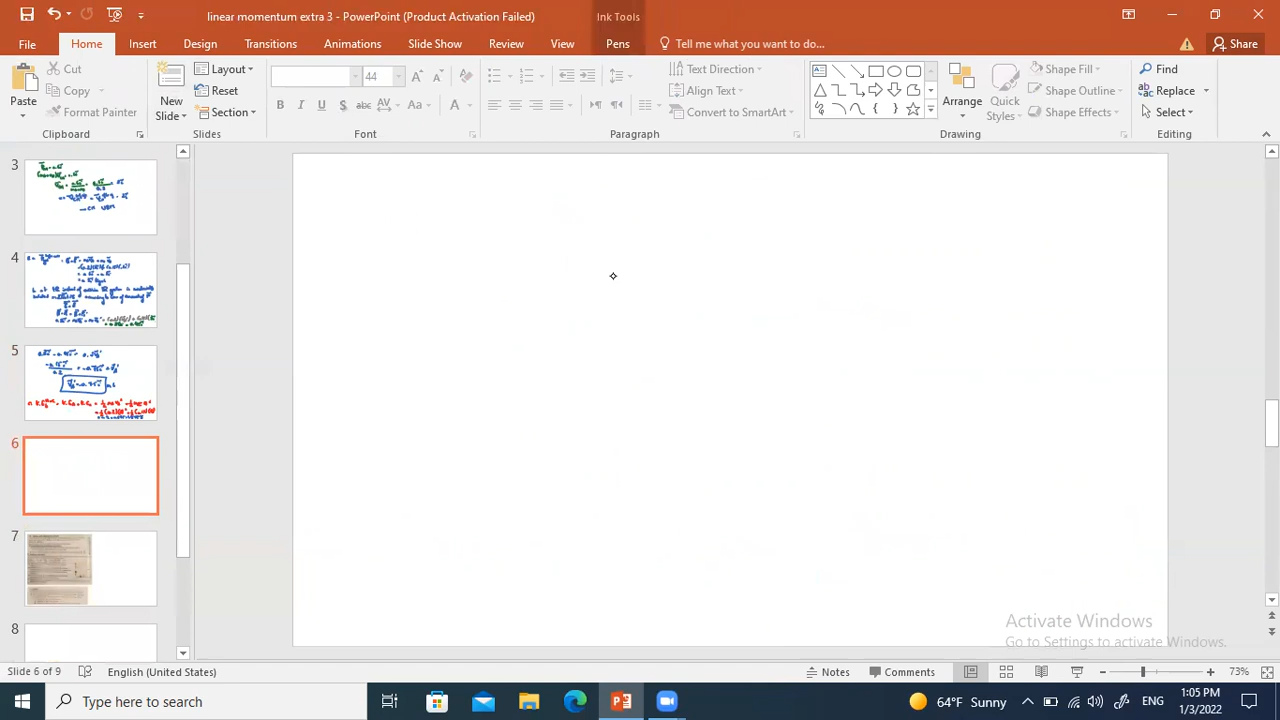 linear momentum extra 3 - PowerPoint (Product Activation Failed)
Ink Tools
File
Home
Insert
Design
Transitions
Animations
Slide Show
Review
View
Pens
Tell me what you want to do...
Share
Paste
Cut
Copy
Format Painter
Clipboard
New
Slide
Layout
Reset
Section
Slides
44
Font
Text Direction
Align Text
Convert to SmartArt
Paragraph
Arrange
Quick
Styles
Shape Fill
Shape Outline
Shape Effects
Drawing
Find
Replace
Select
Editing
3
4
5
6
7
8
Activate Windows
Go to Settings to activate Windows.
Slide 6 of 9
English (United States)
Notes
Comments
73%
Type here to search
64°F Sunny
ENG
1:05 PM
1/3/2022